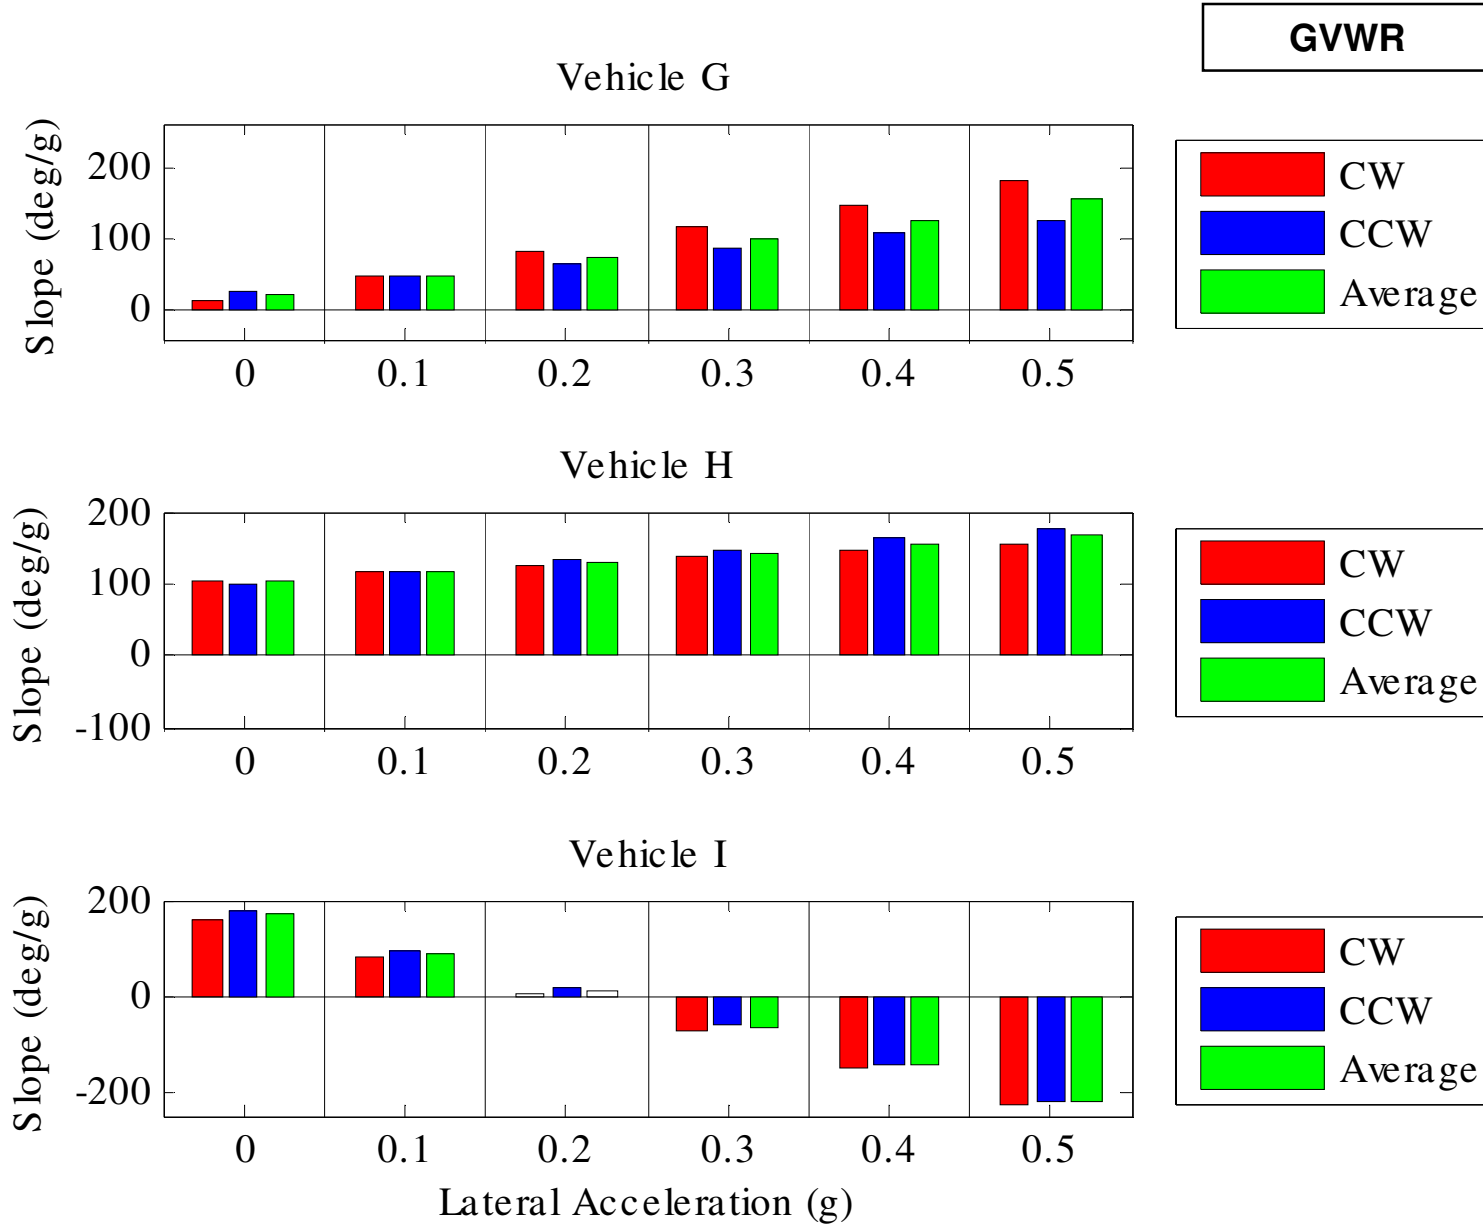 GVWR
Vehicle G
Slope (deg/g)
200
100
0
0 0.1 0.2 0.3 0.4 0.5
CW
CCW
Average
Vehicle H
Slope (deg/g)
200
100
0
-100
0 0.1 0.2 0.3 0.4 0.5
CW
CCW
Average
Vehicle I
Slope (deg/g)
200
0
-200
0 0.1 0.2 0.3 0.4 0.5
CW
CCW
Average
Lateral Acceleration (g)